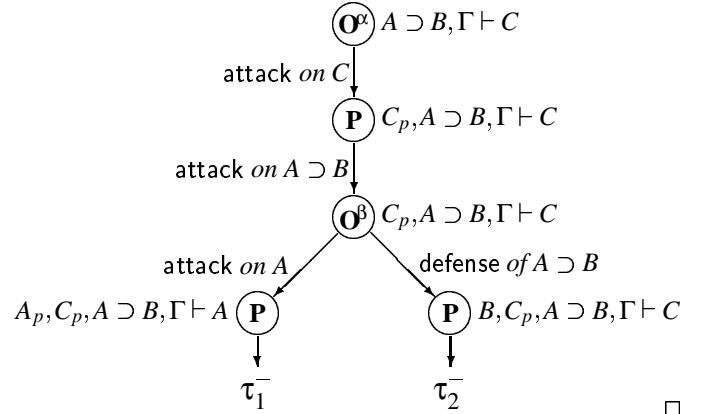 O^α A ⊃ B, Γ ⊢ C
attack on C
P C_p, A ⊃ B, Γ ⊢ C
attack on A ⊃ B
O^β C_p, A ⊃ B, Γ ⊢ C
attack on A defense of A ⊃ B
A_p, C_p, A ⊃ B, Γ ⊢ A P P B, C_p, A ⊃ B, Γ ⊢ C
τ_1^− τ_2^−
□